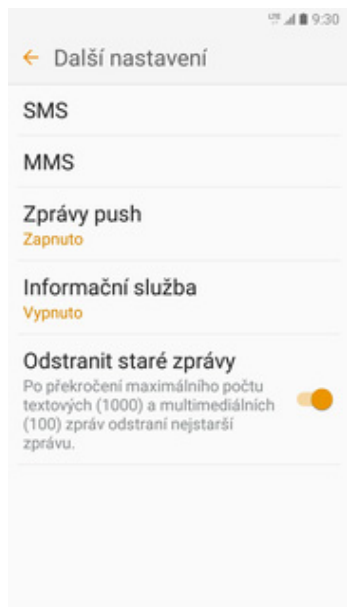 LTE 9:30
Další nastavení
SMS
MMS
Zprávy push
Zapnuto
Informační služba
Vypnuto
Odstranit staré zprávy
Po překročení maximálního počtu
textových (1000) a multimediálních
(100) zpráv odstraní nejstarší
zprávu.